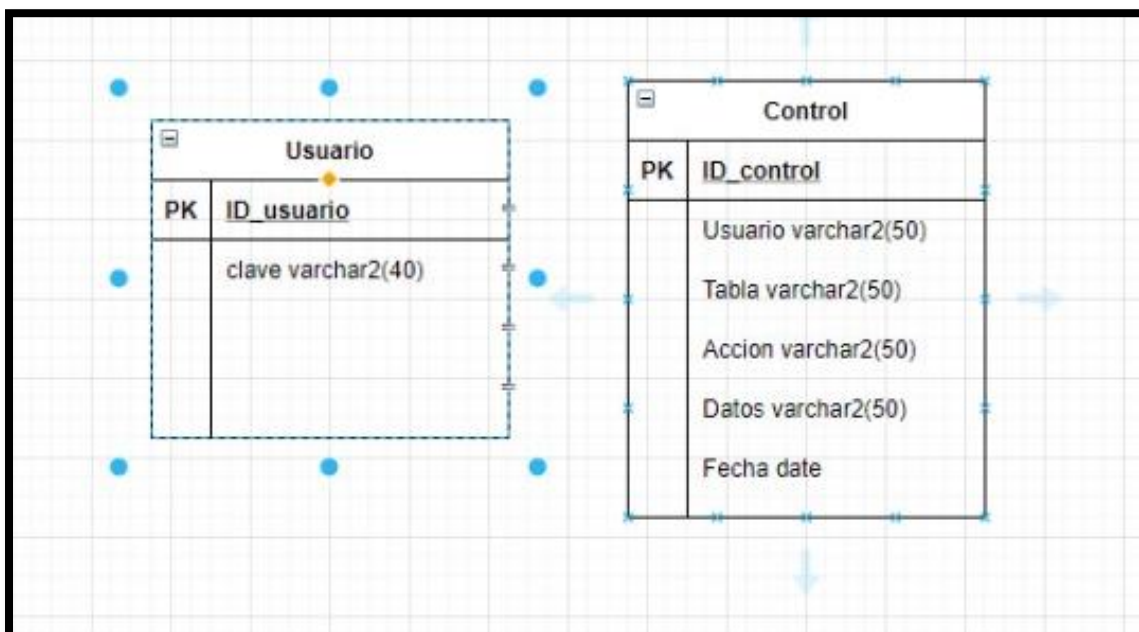 Usuario
PK ID_usuario
clave varchar2(40)
Control
PK ID_control
Usuario varchar2(50)
Tabla varchar2(50)
Accion varchar2(50)
Datos varchar2(50)
Fecha date